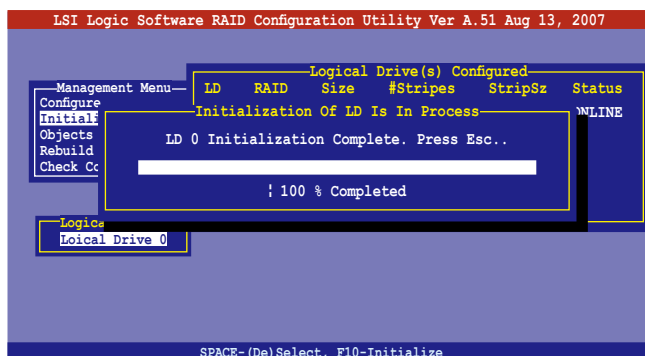 LSI Logic Software RAID Configuration Utility Ver A.51 Aug 13, 2007
Logical Drive(s) Configured
LD RAID Size #Stripes StripSz Status
ONLINE
Management Menu
Configure
Initiali
Objects
Rebuild
Check Co
Initialization Of LD Is In Process
LD 0 Initialization Complete. Press Esc..
¦ 100 % Completed
Logica
Loical Drive 0
SPACE-(De)Select, F10-Initialize